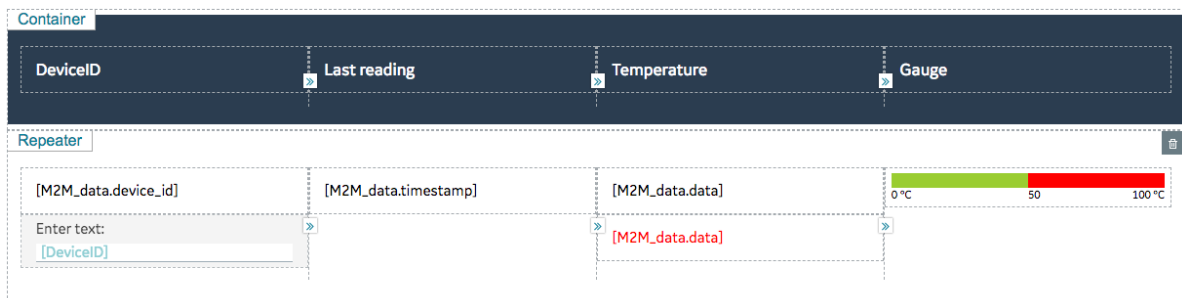 Container
DeviceID Last reading Temperature Gauge
Repeater
[M2M_data.device_id] [M2M_data.timestamp] [M2M_data.data]
0 °C 50 100 °C
Enter text:
[M2M_data.data]
[DeviceID]